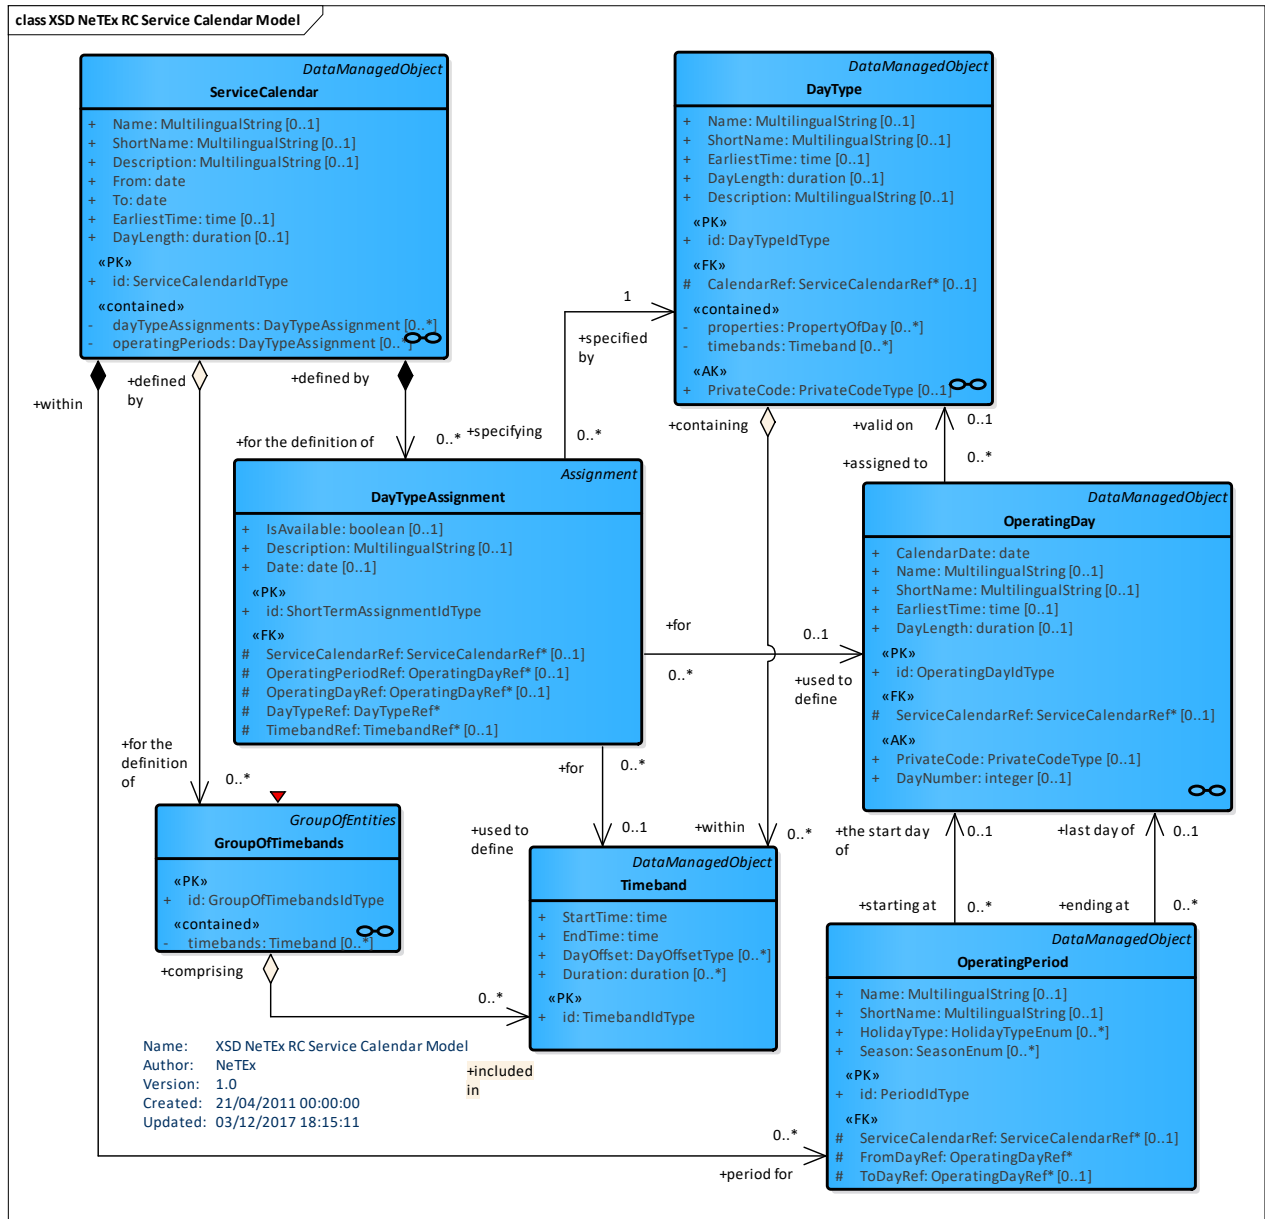 class XSD NeTEx RC Service Calendar Model
DataManagedObject
ServiceCalendar
+ Name: MultilingualString [0..1]
+ ShortName: MultilingualString [0..1]
+ Description: MultilingualString [0..1]
+ From: date
+ To: date
+ EarliestTime: time [0..1]
+ DayLength: duration [0..1]
«PK»
+ id: ServiceCalendarIdType
«contained»
- dayTypeAssignments: DayTypeAssignment [0..*]
- operatingPeriods: DayTypeAssignment [0..*]
DataManagedObject
DayType
+ Name: MultilingualString [0..1]
+ ShortName: MultilingualString [0..1]
+ EarliestTime: time [0..1]
+ DayLength: duration [0..1]
+ Description: MultilingualString [0..1]
«PK»
+ id: DayTypeIdType
«FK»
# CalendarRef: ServiceCalendarRef* [0..1]
«contained»
- properties: PropertyOfDay [0..*]
- timebands: Timeband [0..*]
«AK»
+ PrivateCode: PrivateCodeType [0..1]
1
+specified
by
+within
+defined
by
+defined by
+for the definition of
0..*
+specifying
0..*
+containing
+valid on
0..1
+assigned to
0..*
Assignment
DayTypeAssignment
+ IsAvailable: boolean [0..1]
+ Description: MultilingualString [0..1]
+ Date: date [0..1]
«PK»
+ id: ShortTermAssignmentIdType
«FK»
# ServiceCalendarRef: ServiceCalendarRef* [0..1]
# OperatingPeriodRef: OperatingDayRef* [0..1]
# OperatingDayRef: OperatingDayRef* [0..1]
# DayTypeRef: DayTypeRef*
# TimebandRef: TimebandRef* [0..1]
+for
0..*
0..1
+used to
define
DataManagedObject
OperatingDay
+ CalendarDate: date
+ Name: MultilingualString [0..1]
+ ShortName: MultilingualString [0..1]
+ EarliestTime: time [0..1]
+ DayLength: duration [0..1]
«PK»
+ id: OperatingDayIdType
«FK»
# ServiceCalendarRef: ServiceCalendarRef* [0..1]
«AK»
+ PrivateCode: PrivateCodeType [0..1]
+ DayNumber: integer [0..1]
+for the
definition
of
0..*
+for
0..*
+used to
define
0..1
+within
0..*
+the start day
of
0..1
+last day of
0..1
+starting at
0..*
+ending at
0..*
GroupOfEntities
GroupOfTimebands
«PK»
+ id: GroupOfTimebandsIdType
«contained»
- timebands: Timeband [0..*]
+comprising
0..*
+included
in
DataManagedObject
Timeband
+ StartTime: time
+ EndTime: time
+ DayOffset: DayOffsetType [0..*]
+ Duration: duration [0..*]
«PK»
+ id: TimebandIdType
DataManagedObject
OperatingPeriod
+ Name: MultilingualString [0..1]
+ ShortName: MultilingualString [0..1]
+ HolidayType: HolidayTypeEnum [0..*]
+ Season: SeasonEnum [0..*]
«PK»
+ id: PeriodIdType
«FK»
# ServiceCalendarRef: ServiceCalendarRef* [0..1]
# FromDayRef: OperatingDayRef*
# ToDayRef: OperatingDayRef* [0..1]
Name: XSD NeTEx RC Service Calendar Model
Author: NeTEx
Version: 1.0
Created: 21/04/2011 00:00:00
Updated: 03/12/2017 18:15:11
0..*
+period for